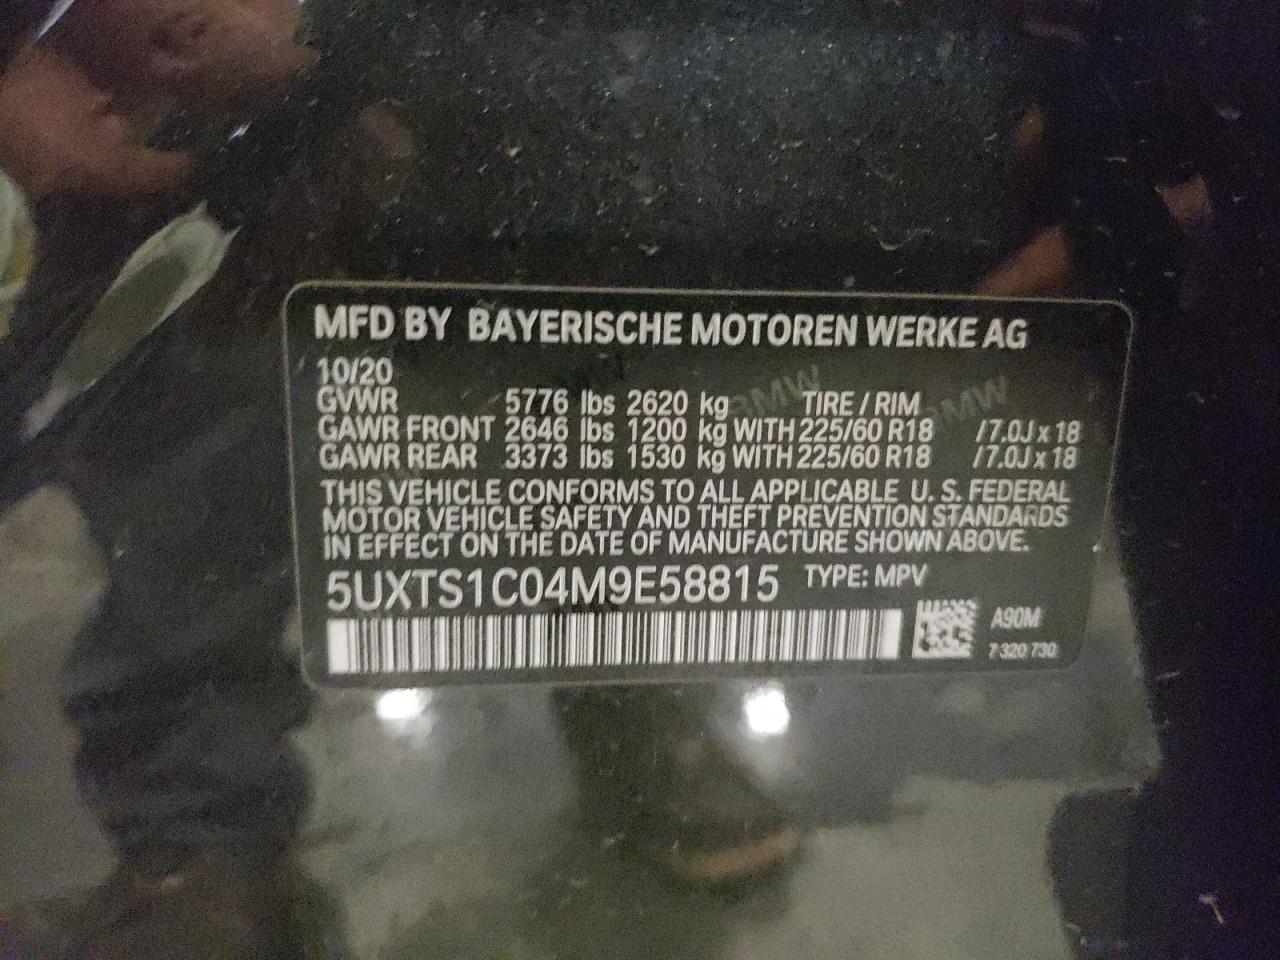 MFD BY BAYERISCHE MOTOREN WERKE AG
10/20
GVWR 5776 lbs 2620 kg TIRE / RIM
GAWR FRONT 2646 lbs 1200 kg WITH 225/60 R18 /7.0J x 18
GAWR REAR 3373 lbs 1530 kg WITH 225/60 R18 /7.0J x 18
THIS VEHICLE CONFORMS TO ALL APPLICABLE U. S. FEDERAL
MOTOR VEHICLE SAFETY AND THEFT PREVENTION STANDARDS
IN EFFECT ON THE DATE OF MANUFACTURE SHOWN ABOVE.
5UXTS1C04M9E58815 TYPE: MPV
A90M
7 320 730